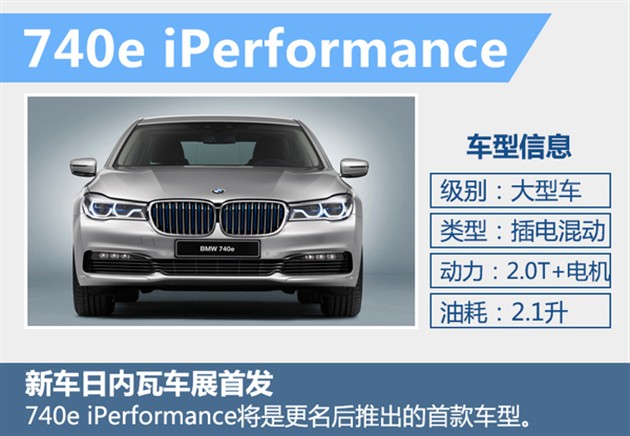 740e iPerformance
BMW 740e
车型信息
级别：大型车
类型：插电混动
动力：2.0T+电机
油耗：2.1升
新车日内瓦车展首发
740e iPerformance将是更名后推出的首款车型。